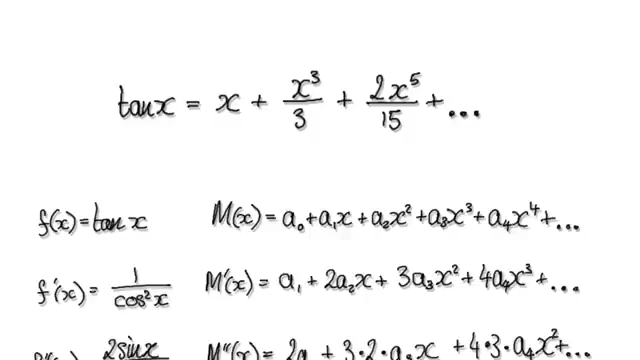 tan x = x + x³/3 + 2x⁵/15 + ...
f(x) = tan x M(x) = a₀ + a₁x + a₂x² + a₃x³ + a₄x⁴ + ...
f'(x) = 1/cos²x M'(x) = a₁ + 2a₂x + 3a₃x² + 4a₄x³ + ...
2sinx M''(x) = 2a + 3·2·a₃x + 4·3·a₄x² + ...